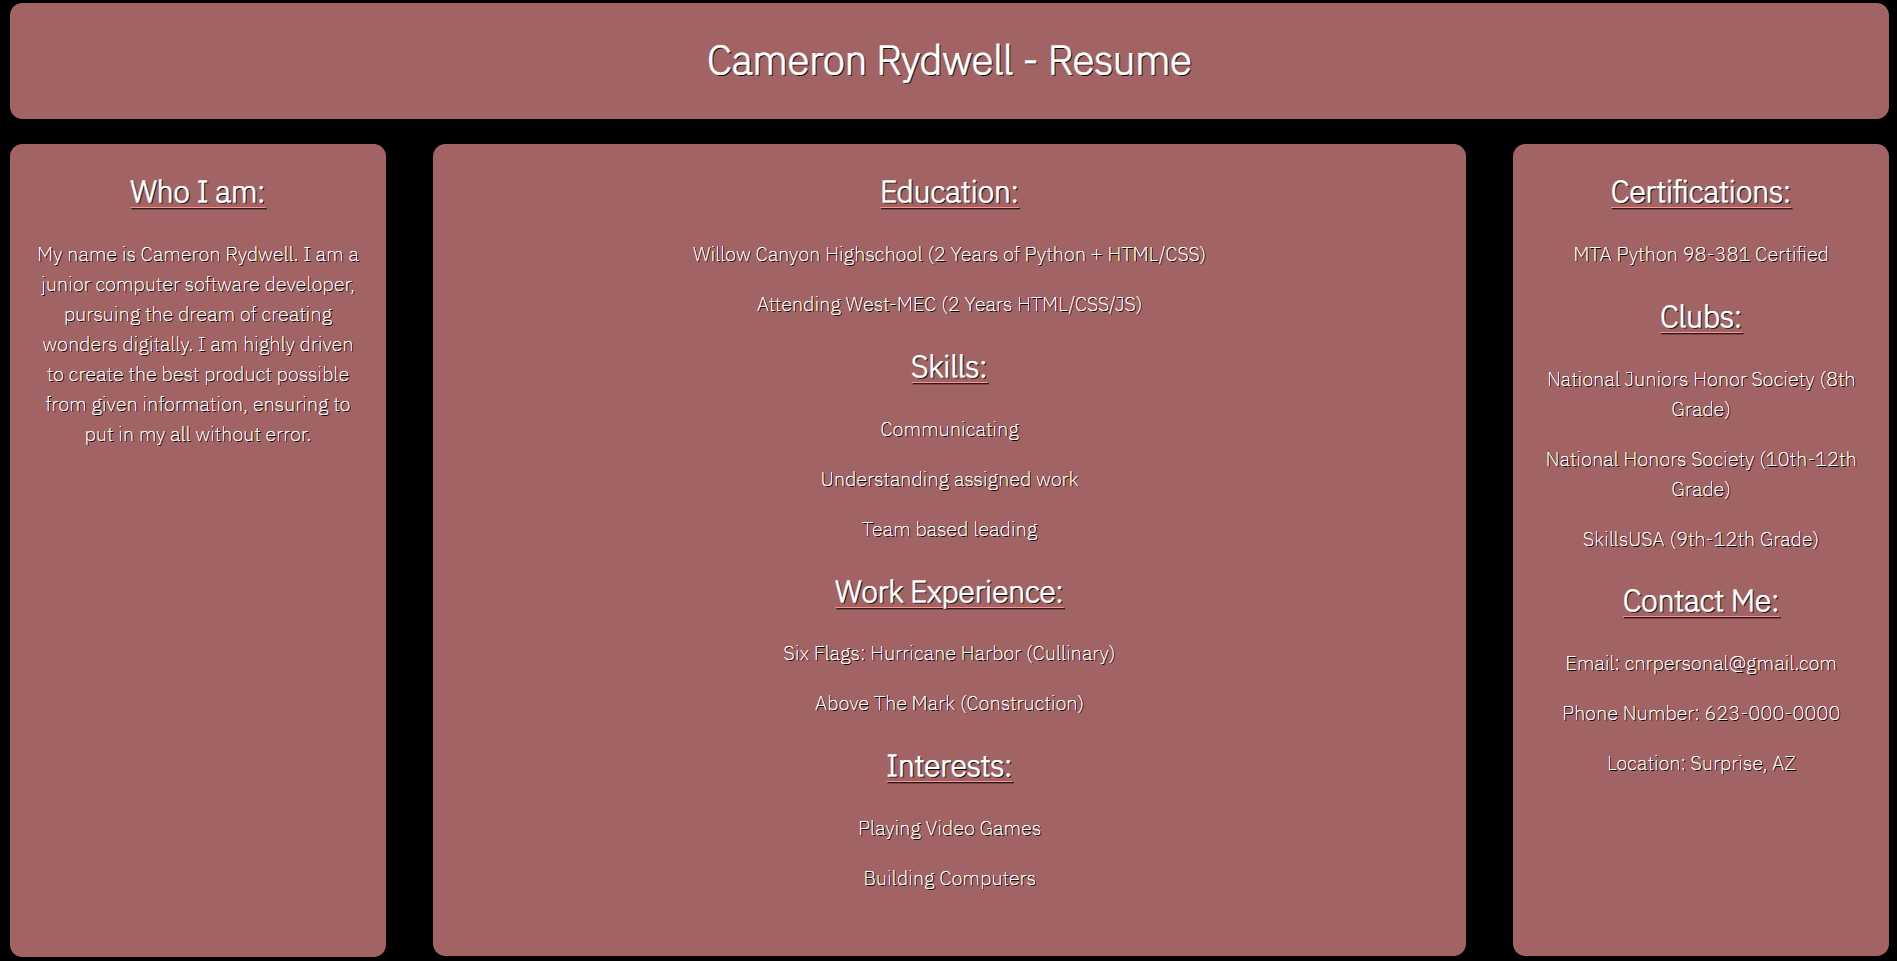 Cameron Rydwell - Resume
Who I am:
My name is Cameron Rydwell. I am a
junior computer software developer,
pursuing the dream of creating
wonders digitally. I am highly driven
to create the best product possible
from given information, ensuring to
put in my all without error.
Education:
Willow Canyon Highschool (2 Years of Python + HTML/CSS)
Attending West-MEC (2 Years HTML/CSS/JS)
Skills:
Communicating
Understanding assigned work
Team based leading
Work Experience:
Six Flags: Hurricane Harbor (Cullinary)
Above The Mark (Construction)
Interests:
Playing Video Games
Building Computers
Certifications:
MTA Python 98-381 Certified
Clubs:
National Juniors Honor Society (8th
Grade)
National Honors Society (10th-12th
Grade)
SkillsUSA (9th-12th Grade)
Contact Me:
Email: cnrpersonal@gmail.com
Phone Number: 623-000-0000
Location: Surprise, AZ